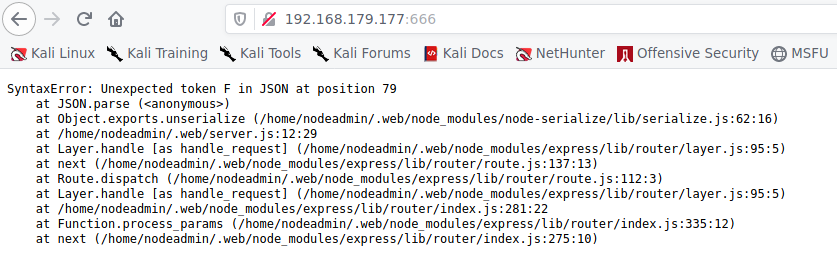 192.168.179.177:666
Kali Linux Kali Training Kali Tools Kali Forums Kali Docs NetHunter Offensive Security MSFU
SyntaxError: Unexpected token F in JSON at position 79
    at JSON.parse (<anonymous>)
    at Object.exports.unserialize (/home/nodeadmin/.web/node_modules/node-serialize/lib/serialize.js:62:16)
    at /home/nodeadmin/.web/server.js:12:29
    at Layer.handle [as handle_request] (/home/nodeadmin/.web/node_modules/express/lib/router/layer.js:95:5)
    at next (/home/nodeadmin/.web/node_modules/express/lib/router/route.js:137:13)
    at Route.dispatch (/home/nodeadmin/.web/node_modules/express/lib/router/route.js:112:3)
    at Layer.handle [as handle_request] (/home/nodeadmin/.web/node_modules/express/lib/router/layer.js:95:5)
    at /home/nodeadmin/.web/node_modules/express/lib/router/index.js:281:22
    at Function.process_params (/home/nodeadmin/.web/node_modules/express/lib/router/index.js:335:12)
    at next (/home/nodeadmin/.web/node_modules/express/lib/router/index.js:275:10)